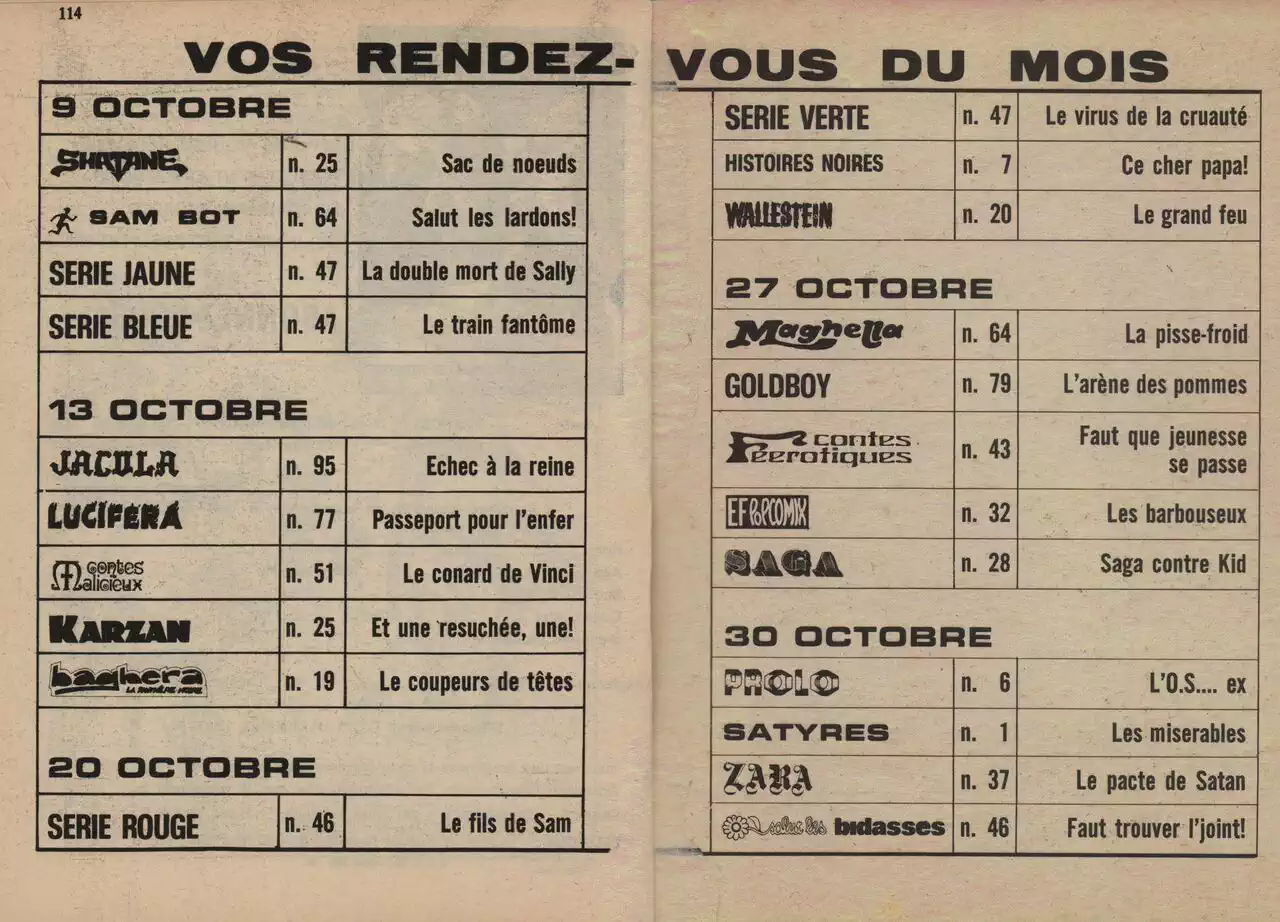 114
VOS RENDEZ-VOUS DU MOIS
9 OCTOBRE
SHATANE n. 25 Sac de noeuds
SAM BOT n. 64 Salut les lardons!
SERIE JAUNE n. 47 La double mort de Sally
SERIE BLEUE n. 47 Le train fantôme
13 OCTOBRE
JACULA n. 95 Echec à la reine
LUCIFERA n. 77 Passeport pour l'enfer
contes Malicieux n. 51 Le conard de Vinci
KARZAN n. 25 Et une resuchée, une!
baghera LA PANTHÈRE NOIRE n. 19 Le coupeurs de têtes
20 OCTOBRE
SERIE ROUGE n. 46 Le fils de Sam
SERIE VERTE n. 47 Le virus de la cruauté
HISTOIRES NOIRES n. 7 Ce cher papa!
WALLESTEIN n. 20 Le grand feu
27 OCTOBRE
Maghella n. 64 La pisse-froid
GOLDBOY n. 79 L'arène des pommes
contes Féerotiques n. 43 Faut que jeunesse
se passe
EF POPCOMIX n. 32 Les barbouseux
SAGA n. 28 Saga contre Kid
30 OCTOBRE
PROLO n. 6 L'O.S.... ex
SATYRES n. 1 Les miserables
ZARA n. 37 Le pacte de Satan
salut les bidasses n. 46 Faut trouver l'joint!